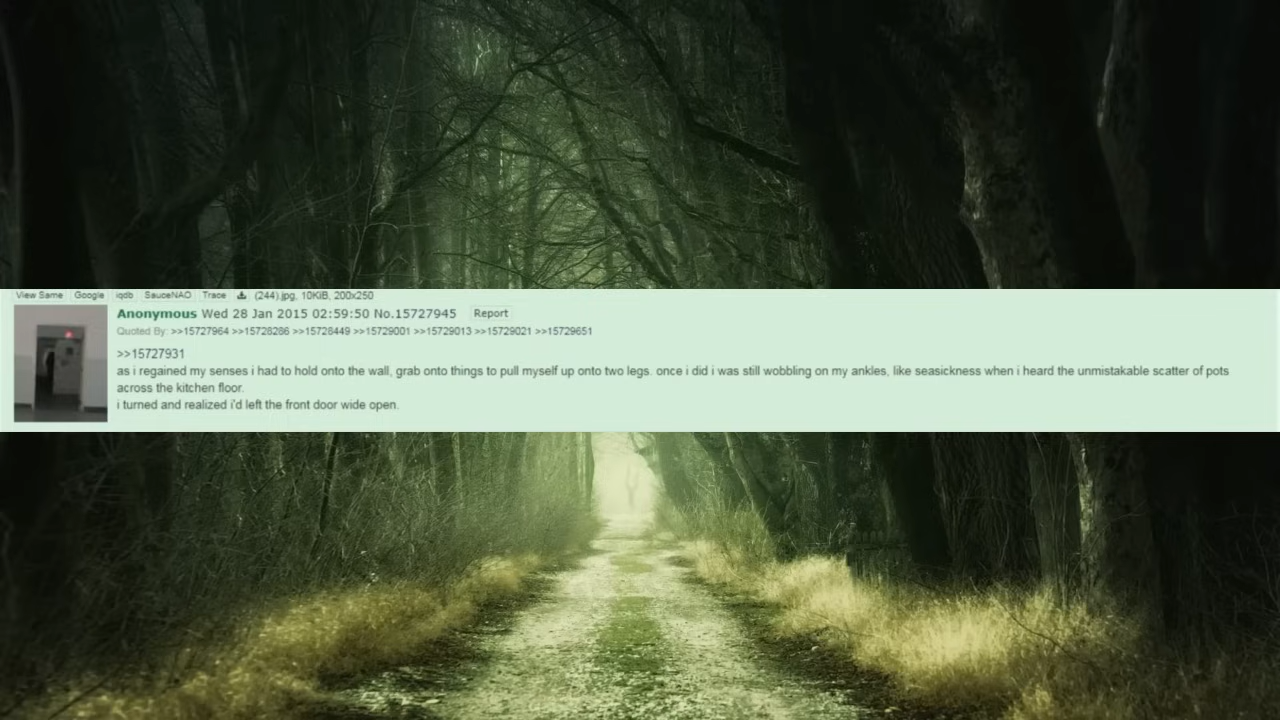 View Same Google iqdb SauceNAO Trace (244).jpg, 10KiB, 200x250
Anonymous Wed 28 Jan 2015 02:59:50 No.15727945 Report
Quoted By: >>15727964 >>15728286 >>15728449 >>15729001 >>15729013 >>15729021 >>15729651
>>15727931
as i regained my senses i had to hold onto the wall, grab onto things to pull myself up onto two legs. once i did i was still wobbling on my ankles, like seasickness when i heard the unmistakable scatter of pots
across the kitchen floor.
i turned and realized i'd left the front door wide open.